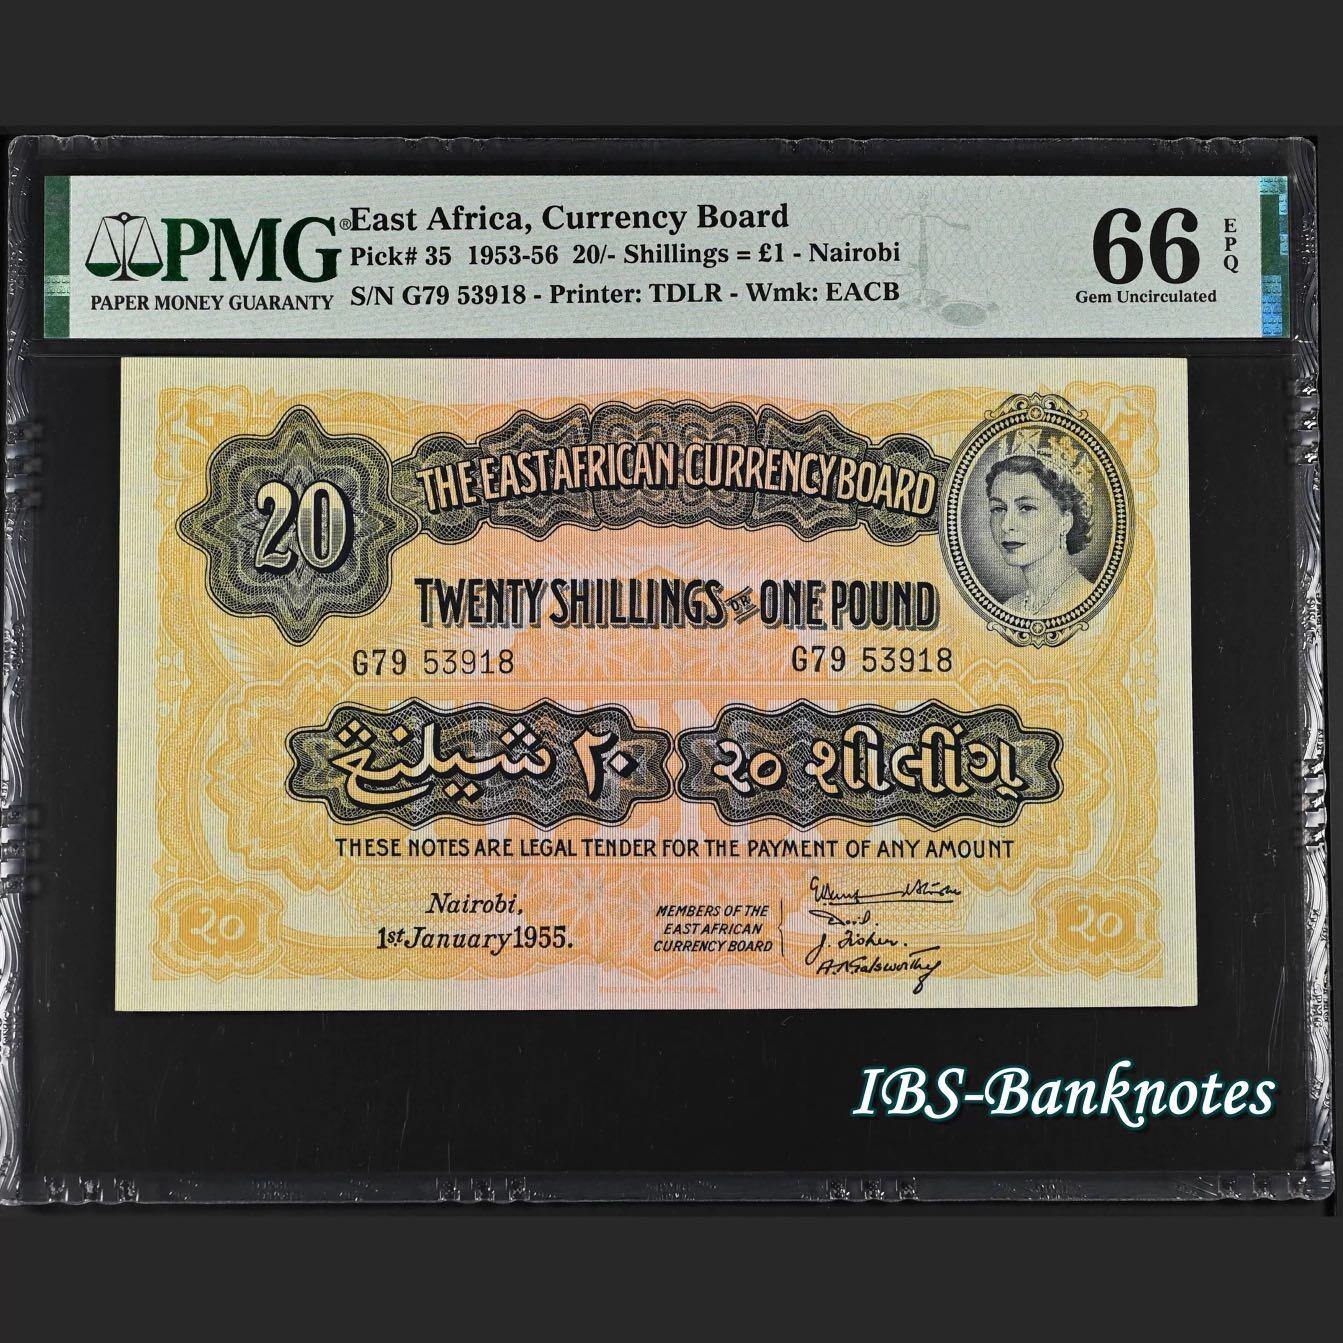 PMG®
PAPER MONEY GUARANTY
East Africa, Currency Board
Pick# 35 1953-56 20/- Shillings = £1 - Nairobi
S/N G79 53918 - Printer: TDLR - Wmk: EACB
66
EPQ
Gem Uncirculated
20
THE EAST AFRICAN CURRENCY BOARD
TWENTY SHILLINGS OR ONE POUND
G79 53918
G79 53918
٢٠ شيلنڠ
૨૦ શીલીંગ
THESE NOTES ARE LEGAL TENDER FOR THE PAYMENT OF ANY AMOUNT
20
Nairobi,
1st January 1955.
MEMBERS OF THE
EAST AFRICAN
CURRENCY BOARD
J. Fisher.
A. N. Galsworthy
20
IBS-Banknotes